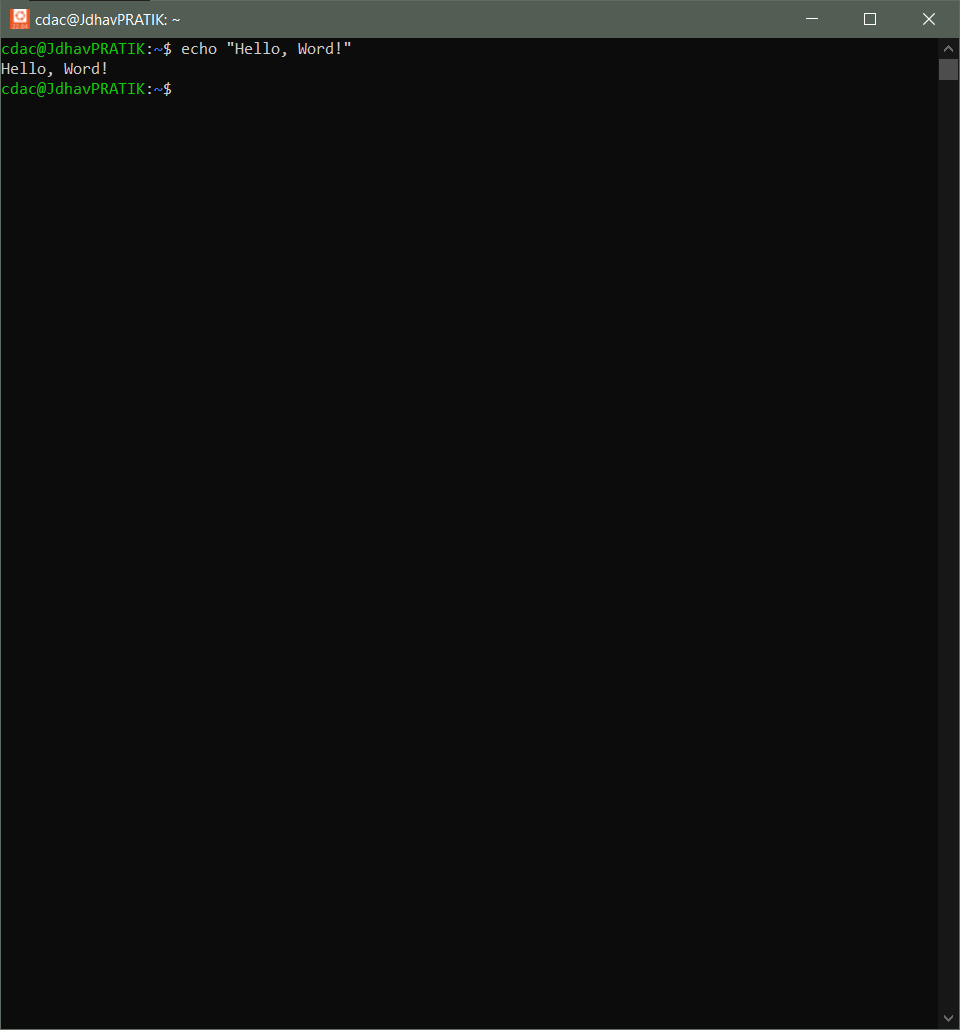 cdac@JdhavPRATIK: ~
cdac@JdhavPRATIK:~$ echo "Hello, Word!"
Hello, Word!
cdac@JdhavPRATIK:~$